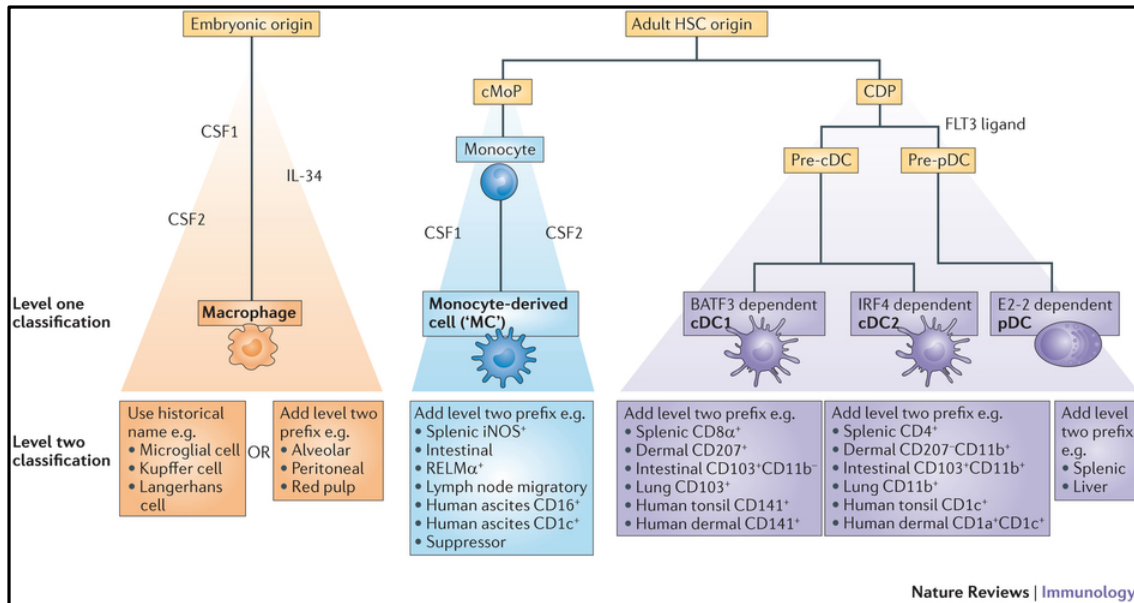 Embryonic origin
Adult HSC origin
cMoP
CDP
CSF1
FLT3 ligand
Monocyte
Pre-cDC
Pre-pDC
IL-34
CSF2
CSF1
CSF2
Level one
classification
Macrophage
Monocyte-derived
cell (‘MC’)
BATF3 dependent
cDC1
IRF4 dependent
cDC2
E2-2 dependent
pDC
Level two
classification
Use historical
name e.g.
• Microglial cell
• Kupffer cell
• Langerhans
cell
OR
Add level two
prefix e.g.
• Alveolar
• Peritoneal
• Red pulp
Add level two prefix e.g.
• Splenic iNOS⁺
• Intestinal
• RELMα⁺
• Lymph node migratory
• Human ascites CD16⁺
• Human ascites CD1c⁺
• Suppressor
Add level two prefix e.g.
• Splenic CD8α⁺
• Dermal CD207⁺
• Intestinal CD103⁺CD11b⁻
• Lung CD103⁺
• Human tonsil CD141⁺
• Human dermal CD141⁺
Add level two prefix e.g.
• Splenic CD4⁺
• Dermal CD207⁻CD11b⁺
• Intestinal CD103⁺CD11b⁺
• Lung CD11b⁺
• Human tonsil CD1c⁺
• Human dermal CD1a⁺CD1c⁺
Add level
two prefix
e.g.
• Splenic
• Liver
Nature Reviews | Immunology